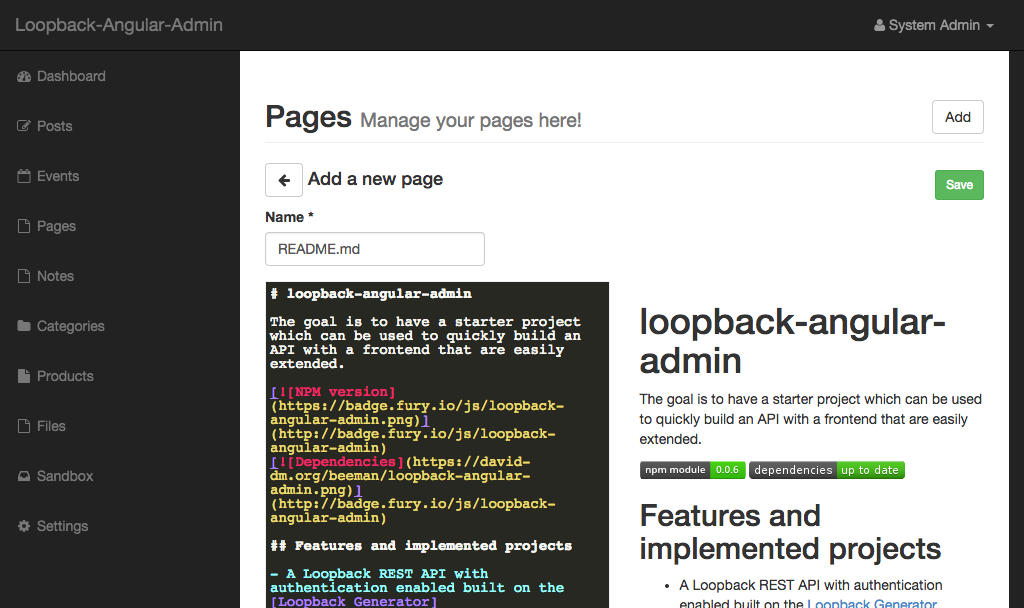 Loopback-Angular-Admin
System Admin
Dashboard
Posts
Events
Pages
Notes
Categories
Products
Files
Sandbox
Settings
Pages Manage your pages here!
Add
Add a new page
Save
Name *
README.md
# loopback-angular-admin
The goal is to have a starter project
which can be used to quickly build an
API with a frontend that are easily
extended.
[![NPM version]
(https://badge.fury.io/js/loopback-
angular-admin.png)]
(http://badge.fury.io/js/loopback-
angular-admin)
[![Dependencies](https://david-
dm.org/beeman/loopback-angular-
admin.png)]
(http://badge.fury.io/js/loopback-
angular-admin)
## Features and implemented projects
- A Loopback REST API with
authentication enabled built on the
[Loopback Generator]
loopback-angular-
admin
The goal is to have a starter project which can be used
to quickly build an API with a frontend that are easily
extended.
npm module 0.0.6 dependencies up to date
Features and
implemented projects
• A Loopback REST API with authentication
enabled built on the Loopback Generator